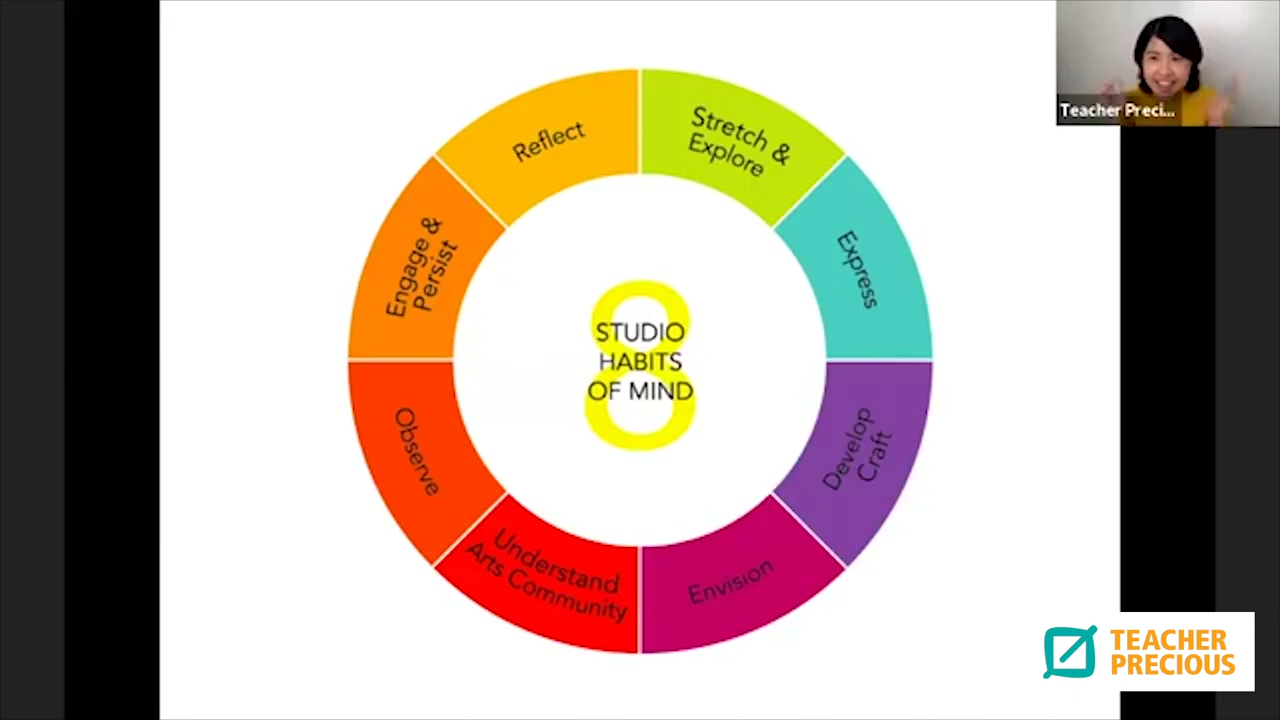 Teacher Preci...
Stretch &
Explore
Express
Develop
Craft
Envision
Understand
Arts Community
Observe
Engage &
Persist
Reflect
8
STUDIO
HABITS
OF MIND
TEACHER
PRECIOUS